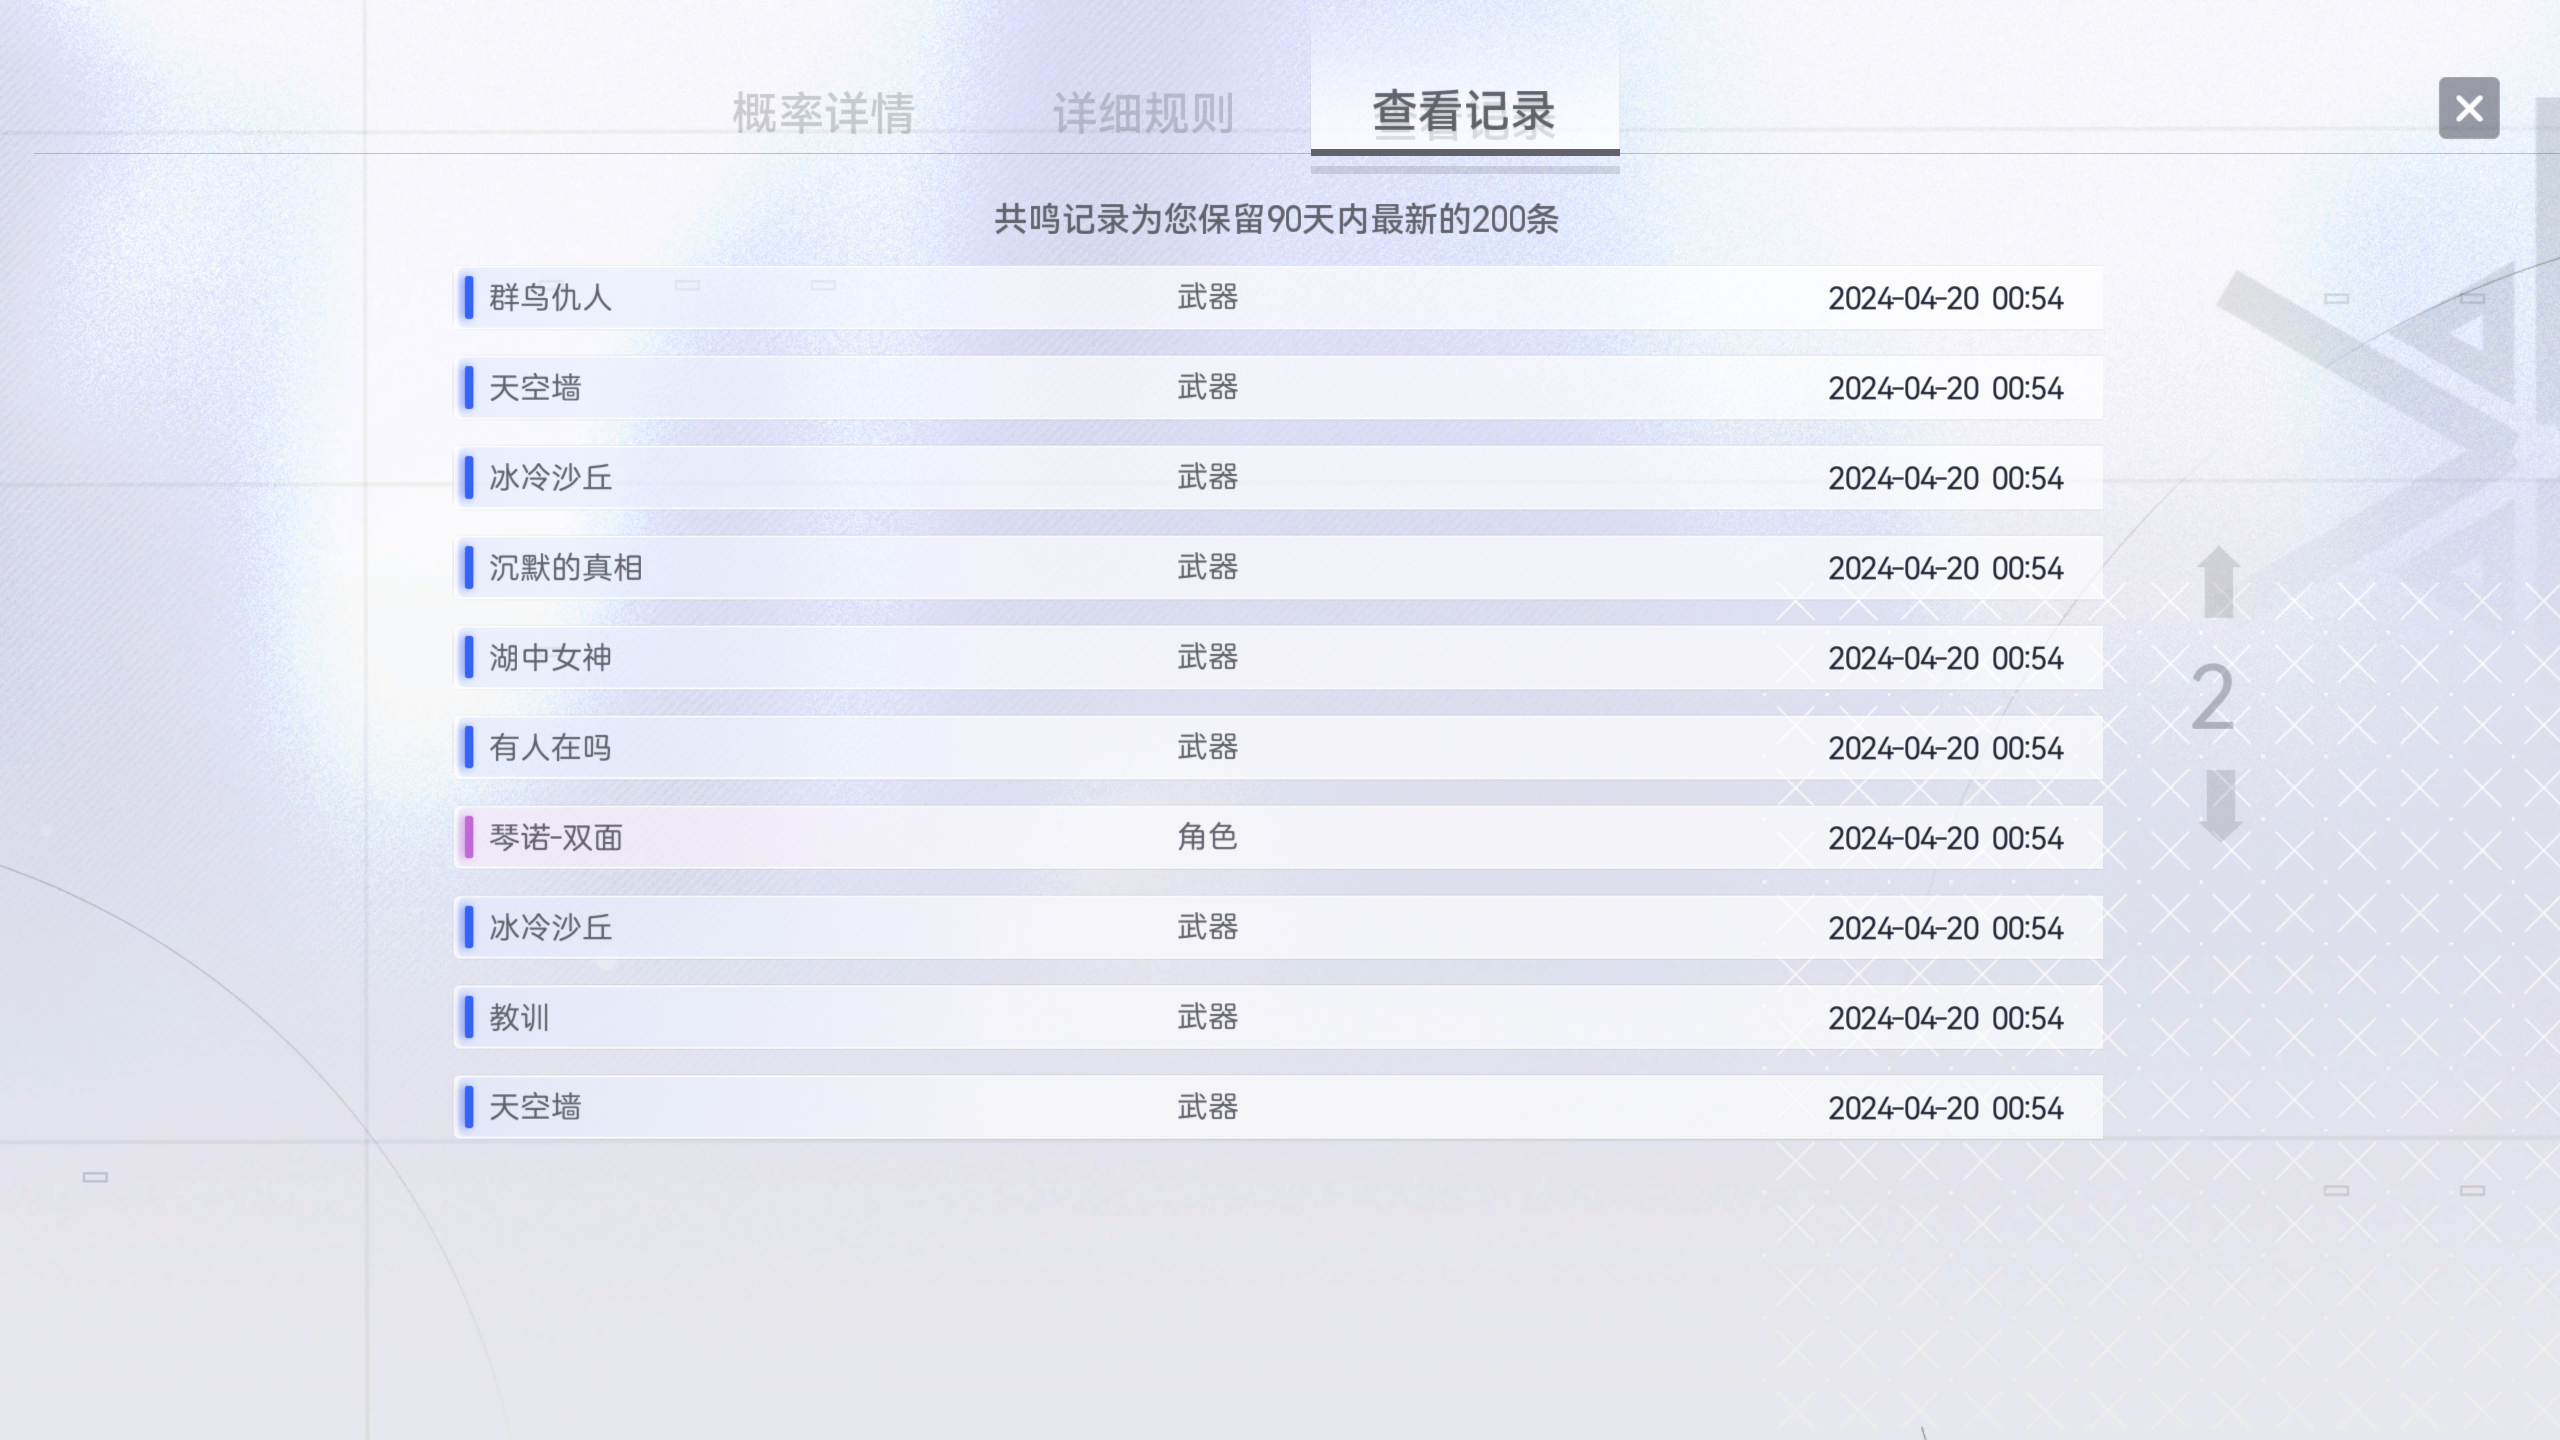 概率详情 详细规则 查看记录
共鸣记录为您保留90天内最新的200条
群鸟仇人 武器 2024-04-20 00:54
天空墙 武器 2024-04-20 00:54
冰冷沙丘 武器 2024-04-20 00:54
沉默的真相 武器 2024-04-20 00:54
湖中女神 武器 2024-04-20 00:54
有人在吗 武器 2024-04-20 00:54
琴诺-双面 角色 2024-04-20 00:54
冰冷沙丘 武器 2024-04-20 00:54
教训 武器 2024-04-20 00:54
天空墙 武器 2024-04-20 00:54
2